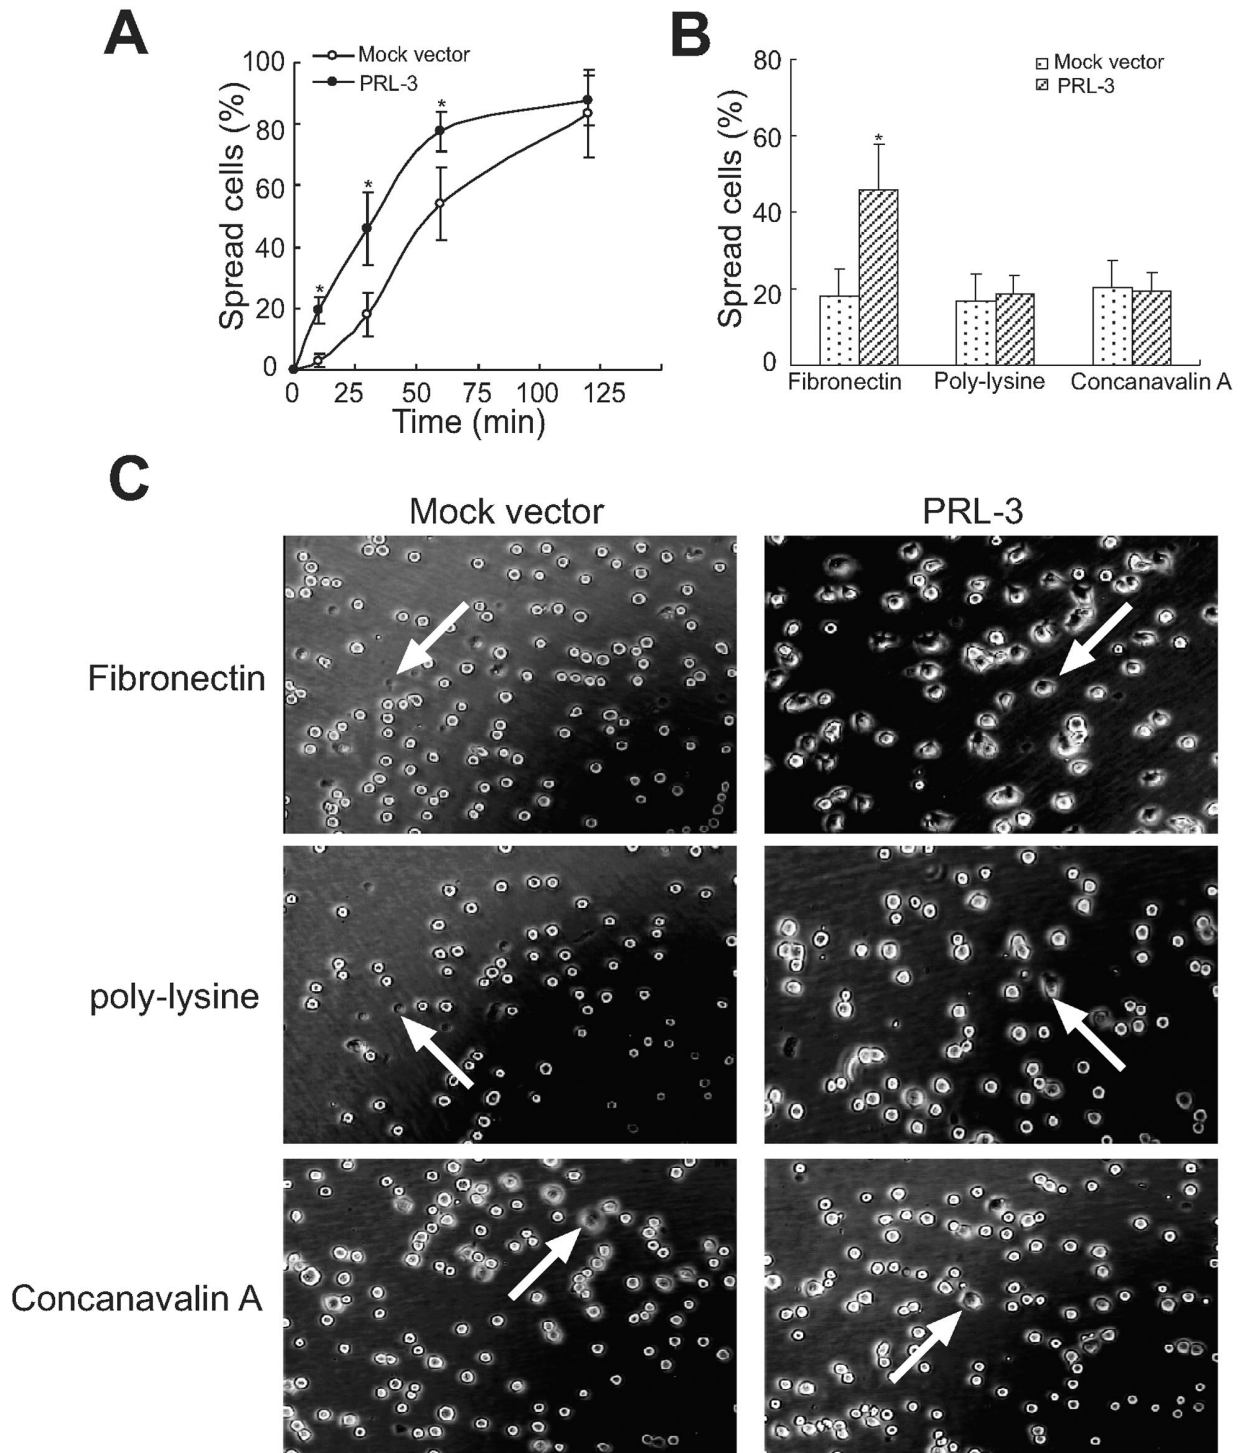 A
100
80
60
40
20
0
Spread cells (%)
Mock vector
PRL-3
*
*
*
0 25 50 75 100 125
Time (min)
B
80
60
40
20
0
Spread cells (%)
Mock vector
PRL-3
*
Fibronectin Poly-lysine Concanavalin A
C
Mock vector PRL-3
Fibronectin
poly-lysine
Concanavalin A